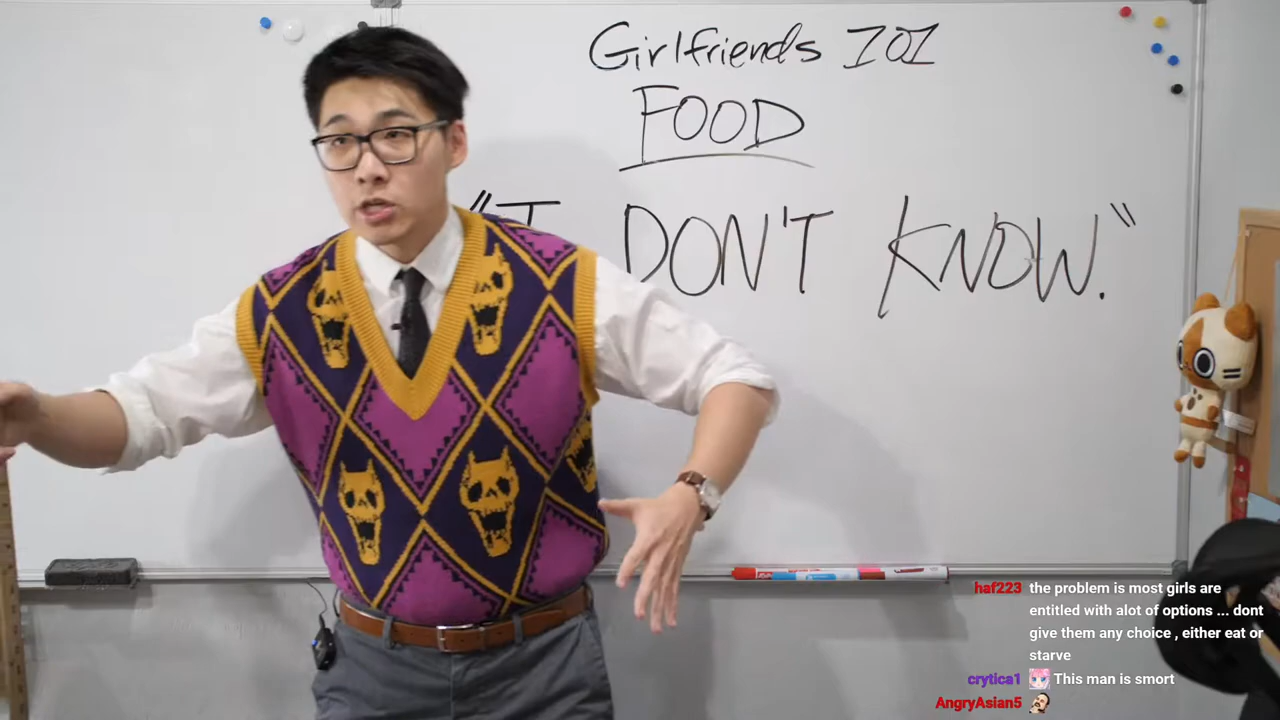 Girlfriends 101
FOOD
"I DON'T KNOW."
haf223 the problem is most girls are
entitled with alot of options ... dont
give them any choice , either eat or
starve
crytica1 This man is smort
AngryAsian5